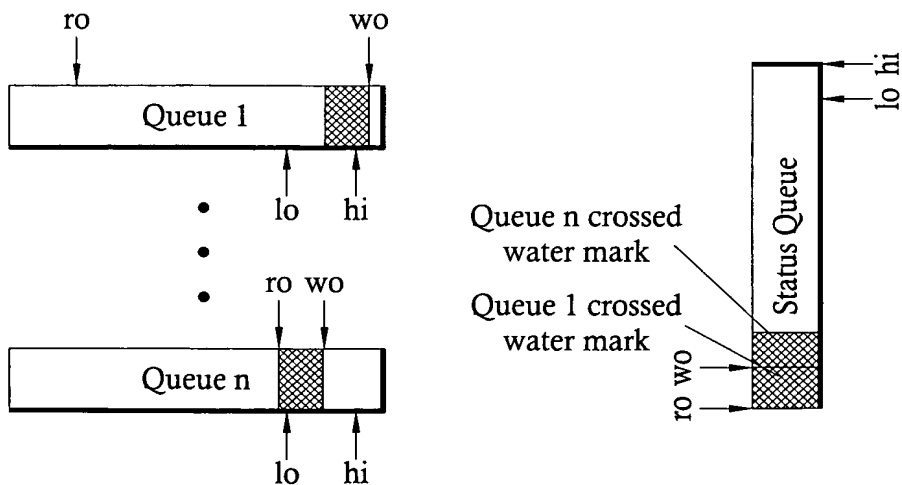 ro
wo
Queue 1
lo
hi
ro
wo
Queue n
lo
hi
lo hi
Status Queue
Queue n crossed
water mark
Queue 1 crossed
water mark
ro wo